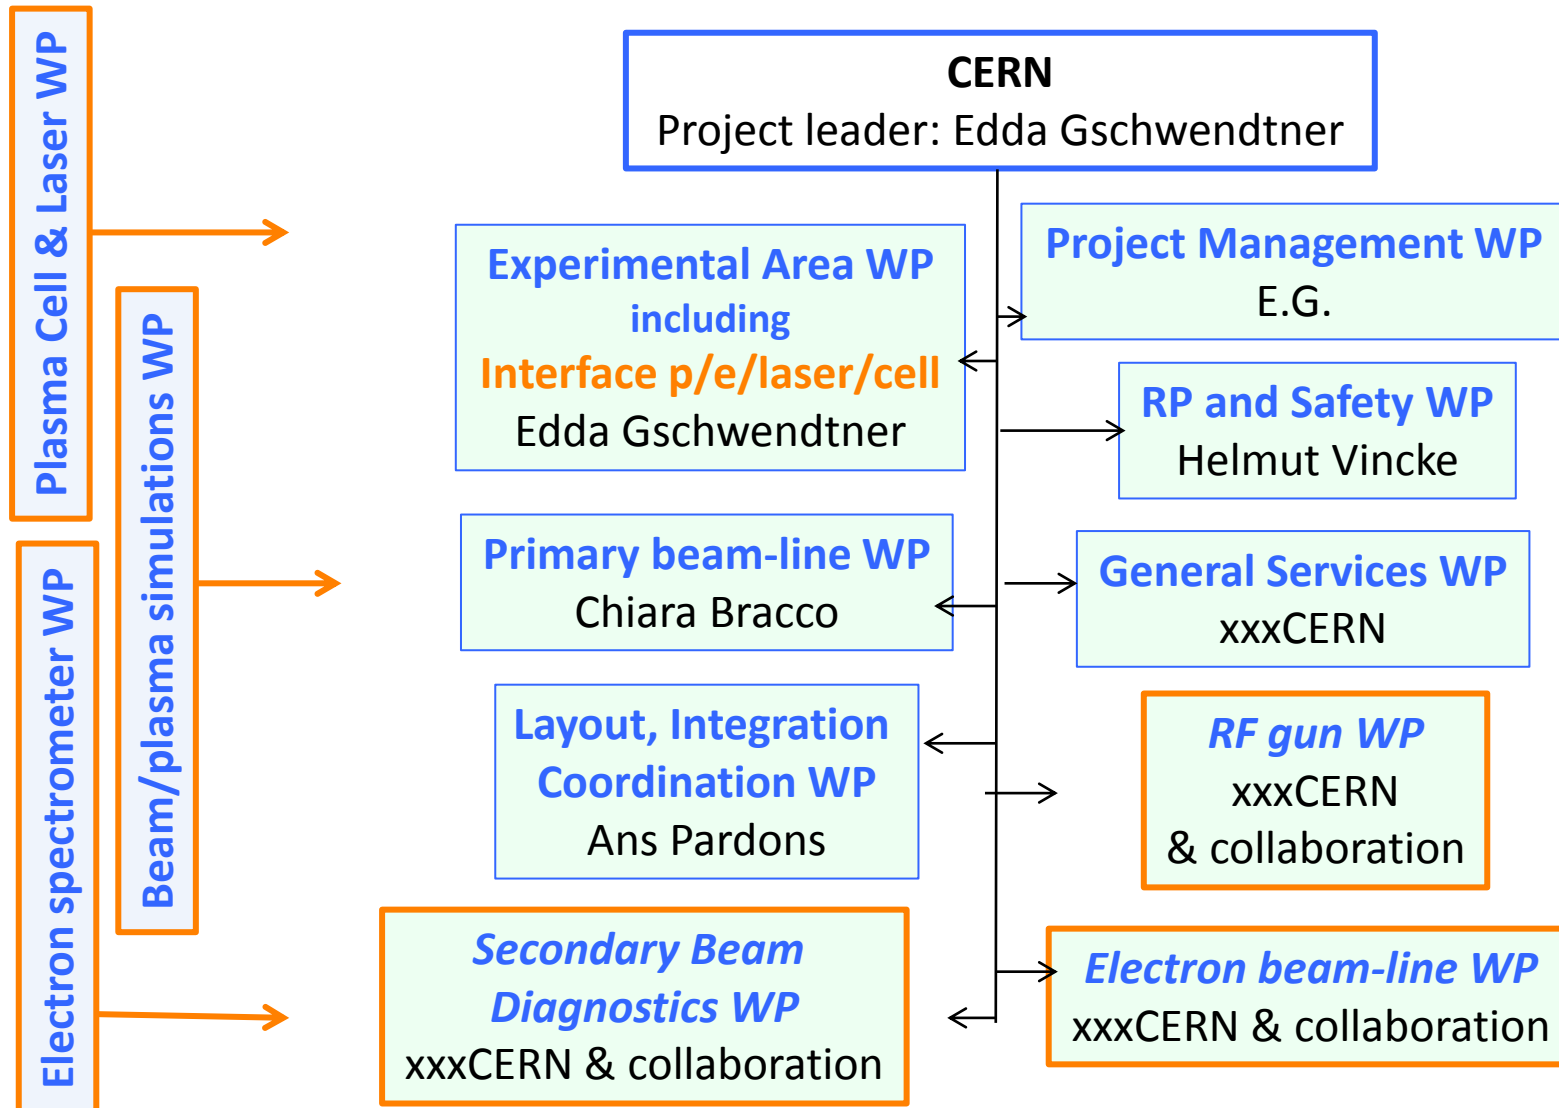 Plasma Cell & Laser WP
Beam/plasma simulations WP
Electron spectrometer WP
CERN
Project leader: Edda Gschwendtner
Experimental Area WP
including
Interface p/e/laser/cell
Edda Gschwendtner
Project Management WP
E.G.
RP and Safety WP
Helmut Vincke
Primary beam-line WP
Chiara Bracco
General Services WP
xxxCERN
Layout, Integration
Coordination WP
Ans Pardons
RF gun WP
xxxCERN
& collaboration
Secondary Beam
Diagnostics WP
xxxCERN & collaboration
Electron beam-line WP
xxxCERN & collaboration